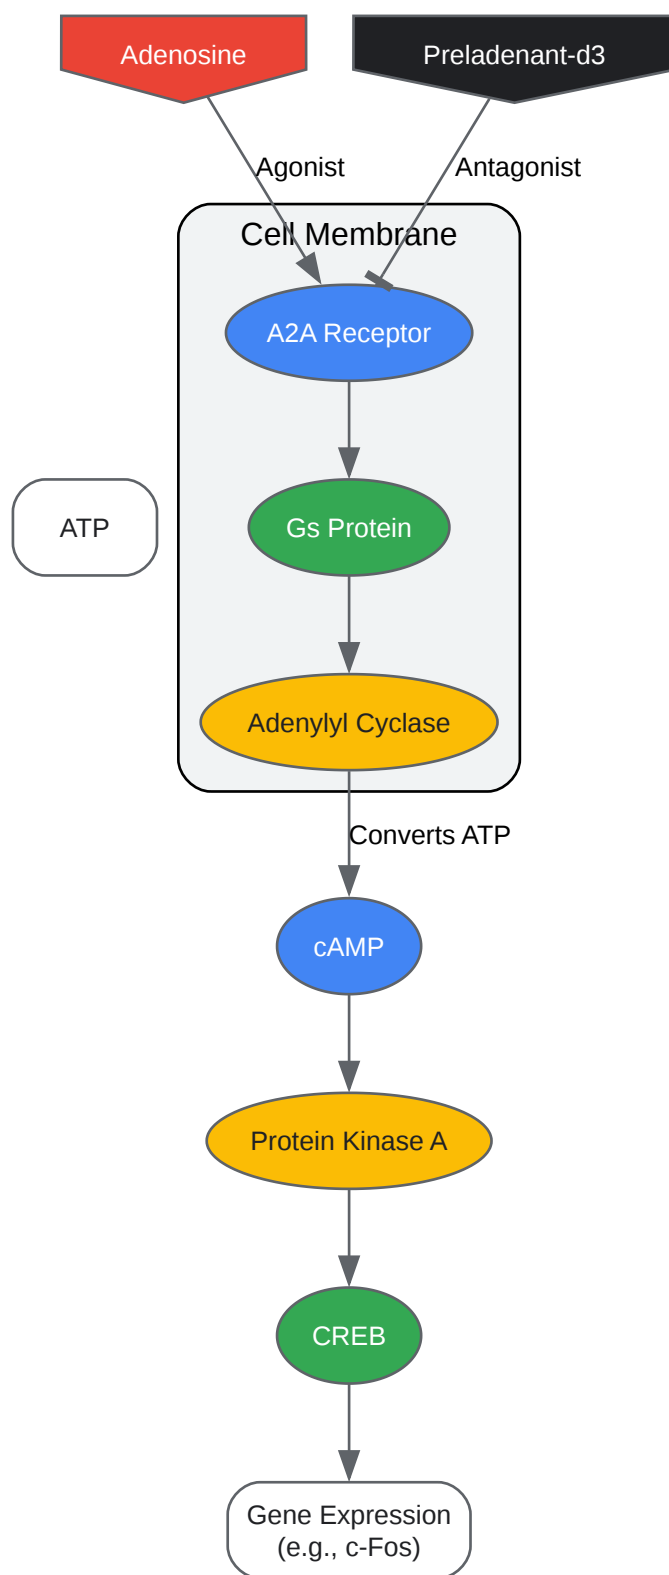 Adenosine
Preladenant-d3
Agonist
Antagonist
Cell Membrane
A2A Receptor
ATP
Gs Protein
Adenylyl Cyclase
Converts ATP
cAMP
Protein Kinase A
CREB
Gene Expression
(e.g., c-Fos)